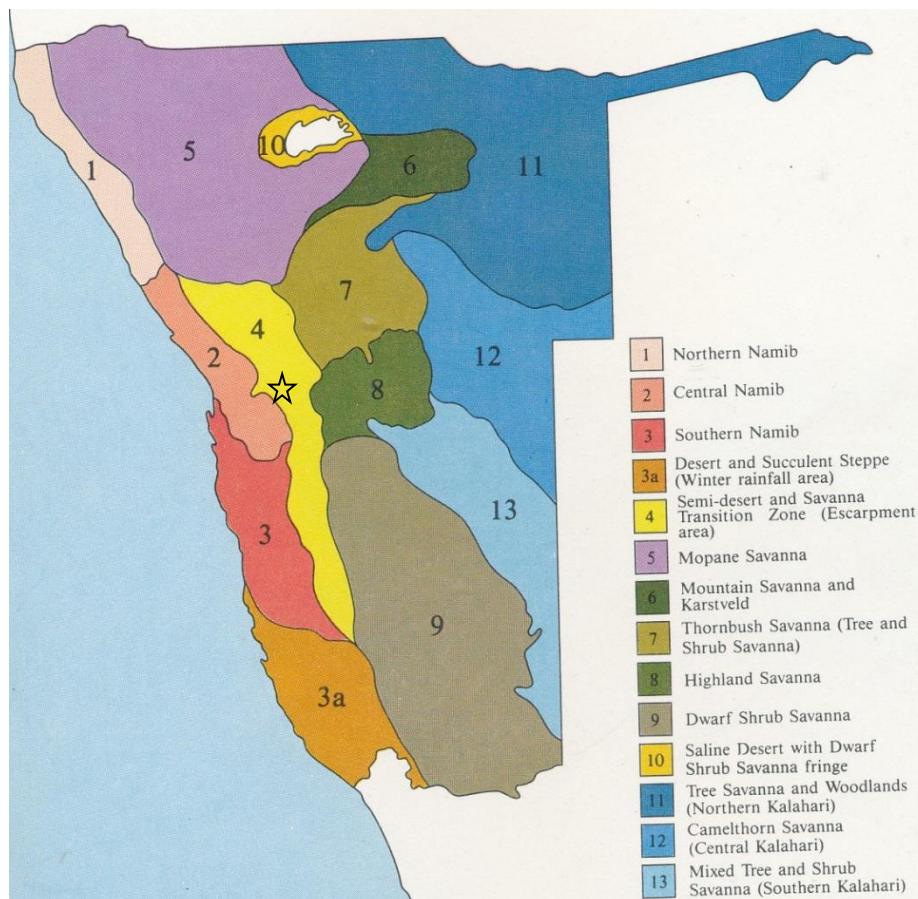 1
5
10
6
11
4
7
2
12
8
3
13
9
3a
1 Northern Namib
2 Central Namib
3 Southern Namib
3a Desert and Succulent Steppe
(Winter rainfall area)
4 Semi-desert and Savanna
Transition Zone (Escarpment
area)
5 Mopane Savanna
6 Mountain Savanna and
Karstveld
7 Thornbush Savanna (Tree and
Shrub Savanna)
8 Highland Savanna
9 Dwarf Shrub Savanna
10 Saline Desert with Dwarf
Shrub Savanna fringe
11 Tree Savanna and Woodlands
(Northern Kalahari)
12 Camelthorn Savanna
(Central Kalahari)
13 Mixed Tree and Shrub
Savanna (Southern Kalahari)